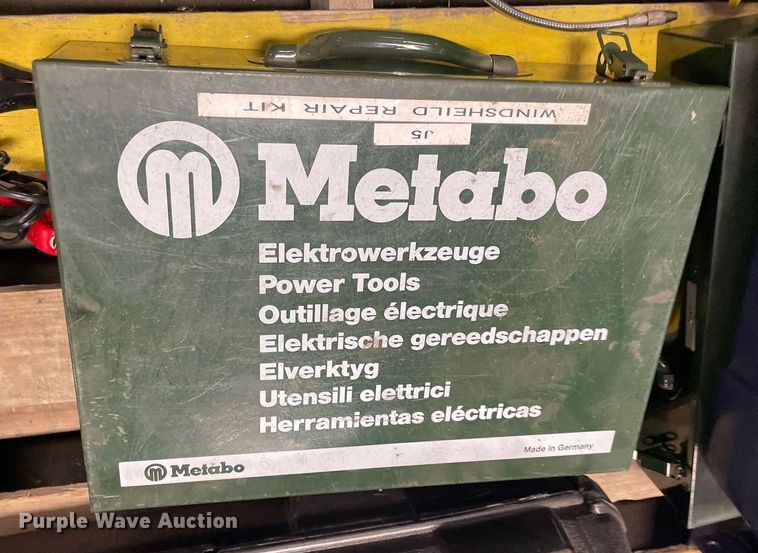 WINDSHEILD REPAIR KIT
J5
Metabo
Elektrowerkzeuge
Power Tools
Outillage électrique
Elektrische gereedschappen
Elverktyg
Utensili elettrici
Herramientas eléctricas
Made in Germany
Metabo
Purple Wave Auction